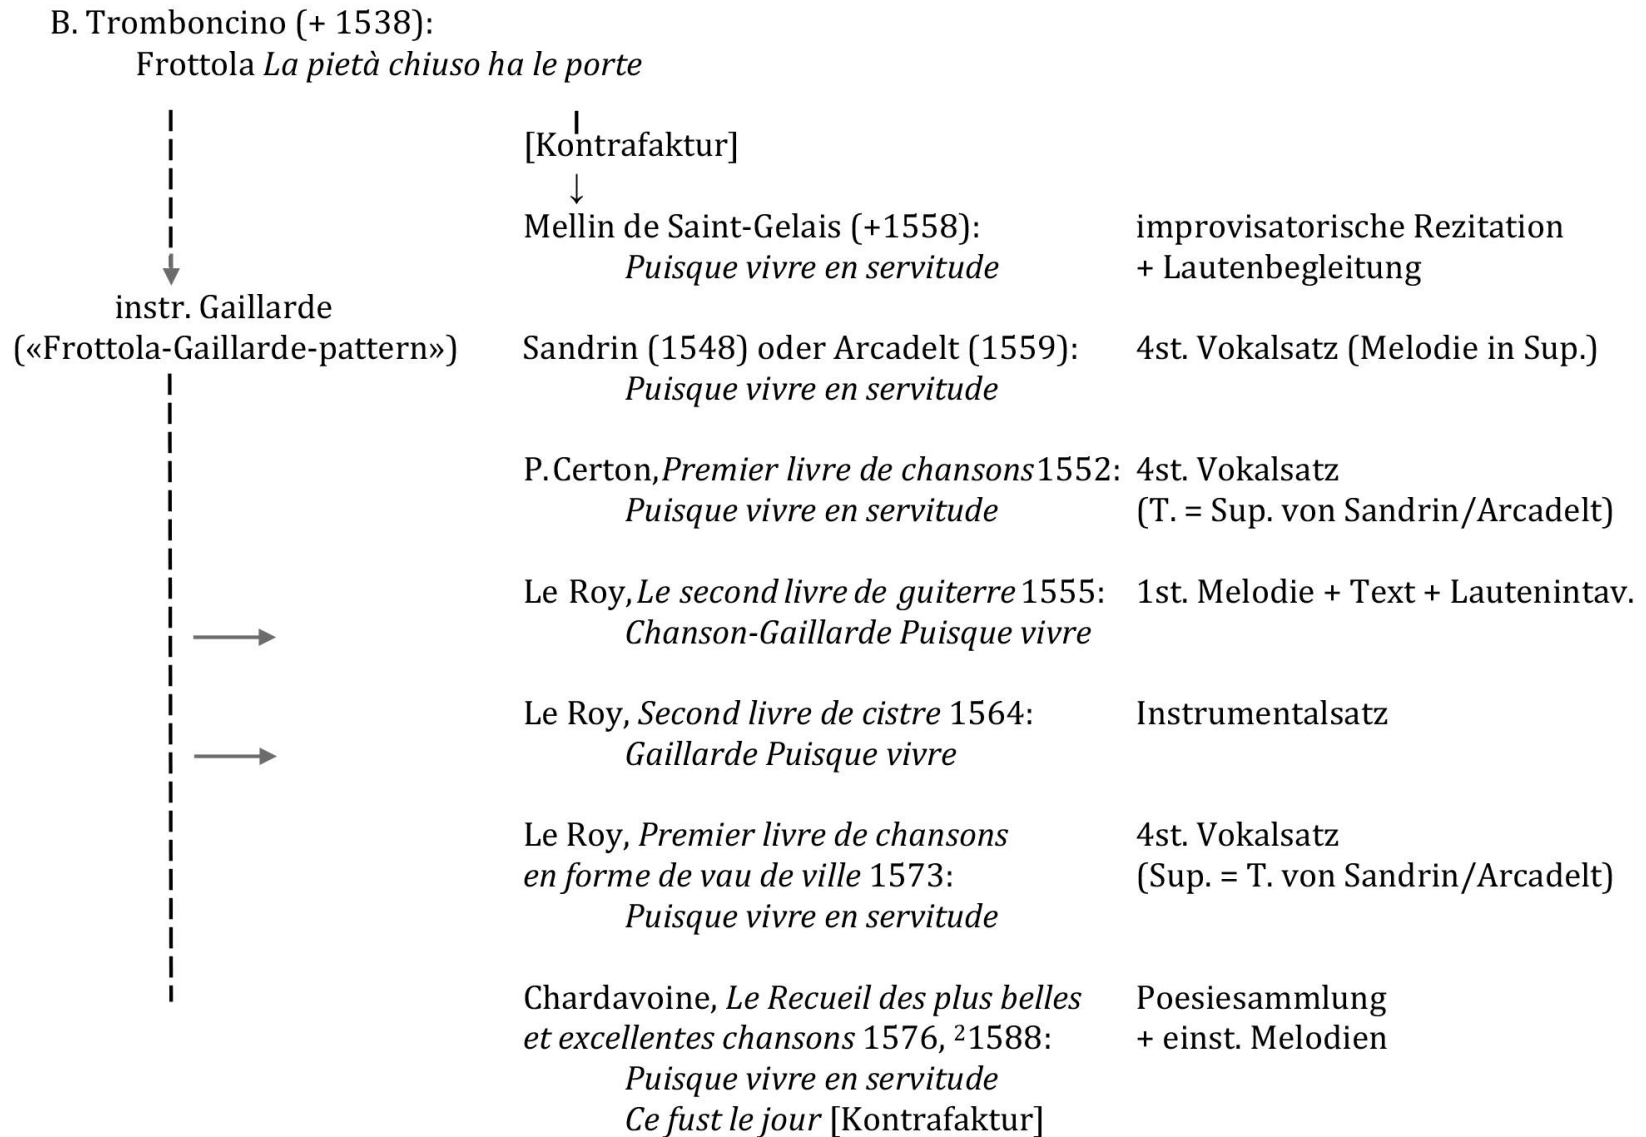 B. Tromboncino (+ 1538):
Frottola La pietà chiuso ha le porte
[Kontrafaktur]
↓
Mellin de Saint-Gelais (+1558): improvisatorische Rezitation
Puisque vivre en servitude + Lautenbegleitung
instr. Gaillarde
(«Frottola-Gaillarde-pattern») Sandrin (1548) oder Arcadelt (1559): 4st. Vokalsatz (Melodie in Sup.)
Puisque vivre en servitude
P. Certon, Premier livre de chansons 1552: 4st. Vokalsatz
Puisque vivre en servitude (T. = Sup. von Sandrin/Arcadelt)
Le Roy, Le second livre de guiterre 1555: 1st. Melodie + Text + Lautenintav.
Chanson-Gaillarde Puisque vivre
Le Roy, Second livre de cistre 1564: Instrumentalsatz
Gaillarde Puisque vivre
Le Roy, Premier livre de chansons 4st. Vokalsatz
en forme de vau de ville 1573: (Sup. = T. von Sandrin/Arcadelt)
Puisque vivre en servitude
Chardavoine, Le Recueil des plus belles Poesiesammlung
et excellentes chansons 1576, ²1588: + einst. Melodien
Puisque vivre en servitude
Ce fust le jour [Kontrafaktur]